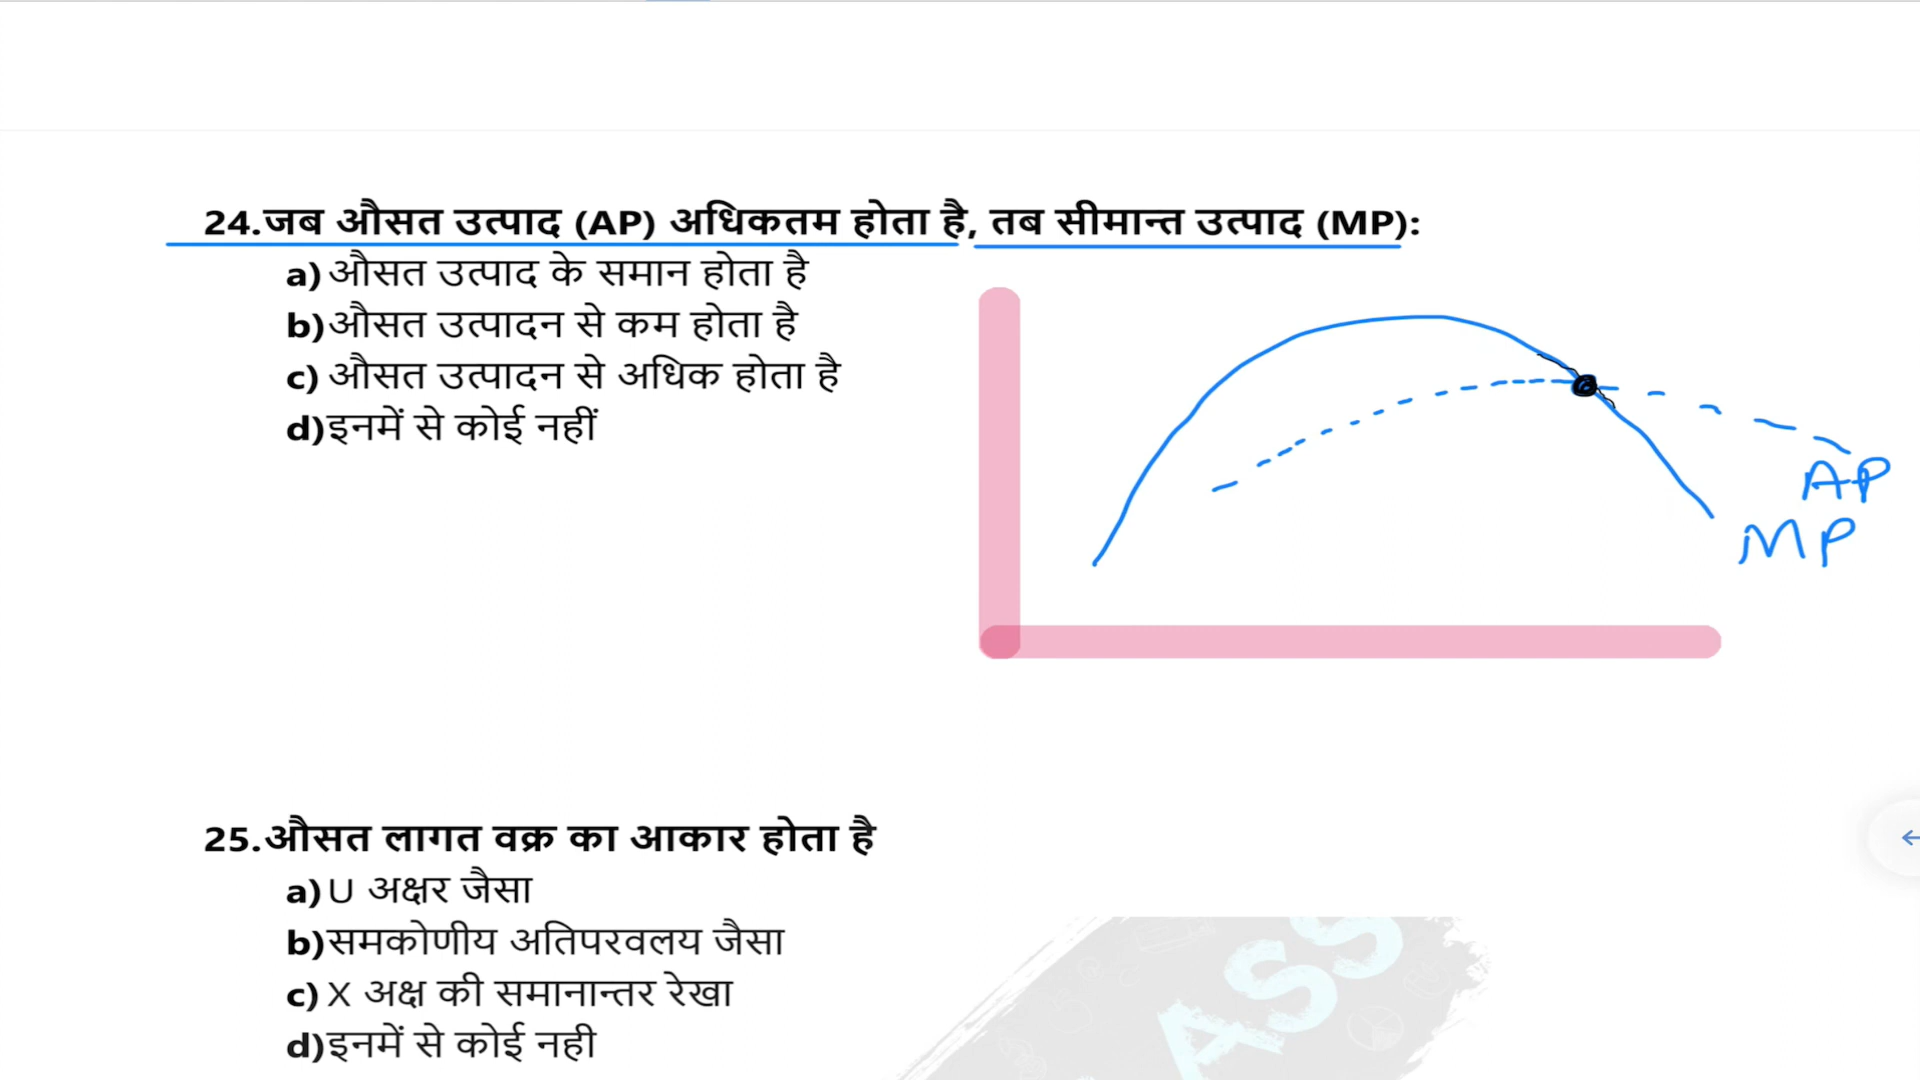 24.जब औसत उत्पाद (AP) अधिकतम होता है, तब सीमान्त उत्पाद (MP):
a) औसत उत्पाद के समान होता है
b)औसत उत्पादन से कम होता है
c) औसत उत्पादन से अधिक होता है
d)इनमें से कोई नहीं
AP
MP
25.औसत लागत वक्र का आकार होता है
a) U अक्षर जैसा
b)समकोणीय अतिपरवलय जैसा
c) X अक्ष की समानान्तर रेखा
d)इनमें से कोई नही
ASS